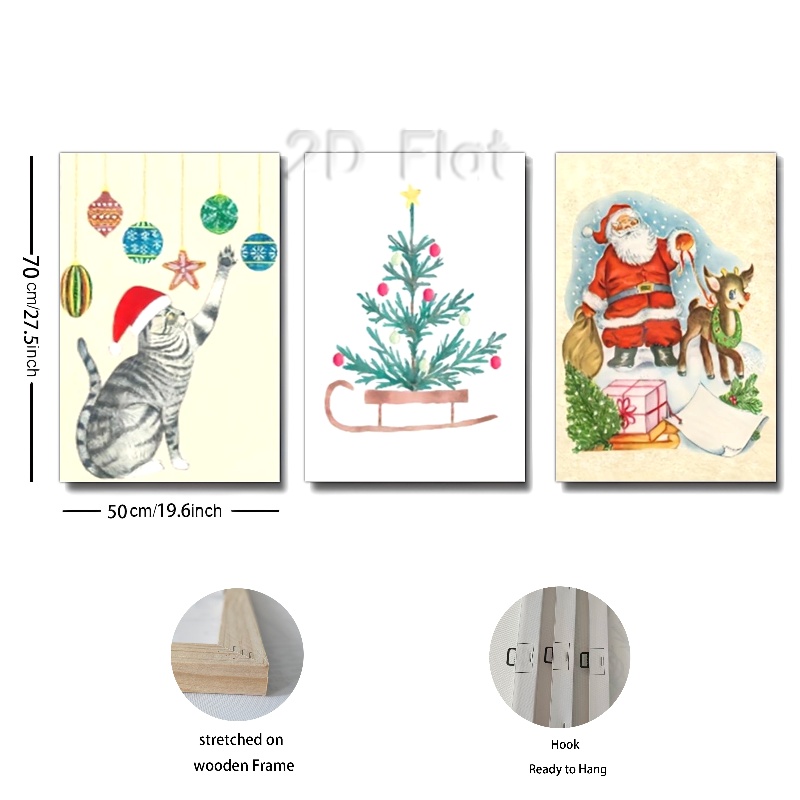 2D Flat
70 cm/27.5inch
50cm/19.6inch
stretched on
wooden Frame
Hook
Ready to Hang